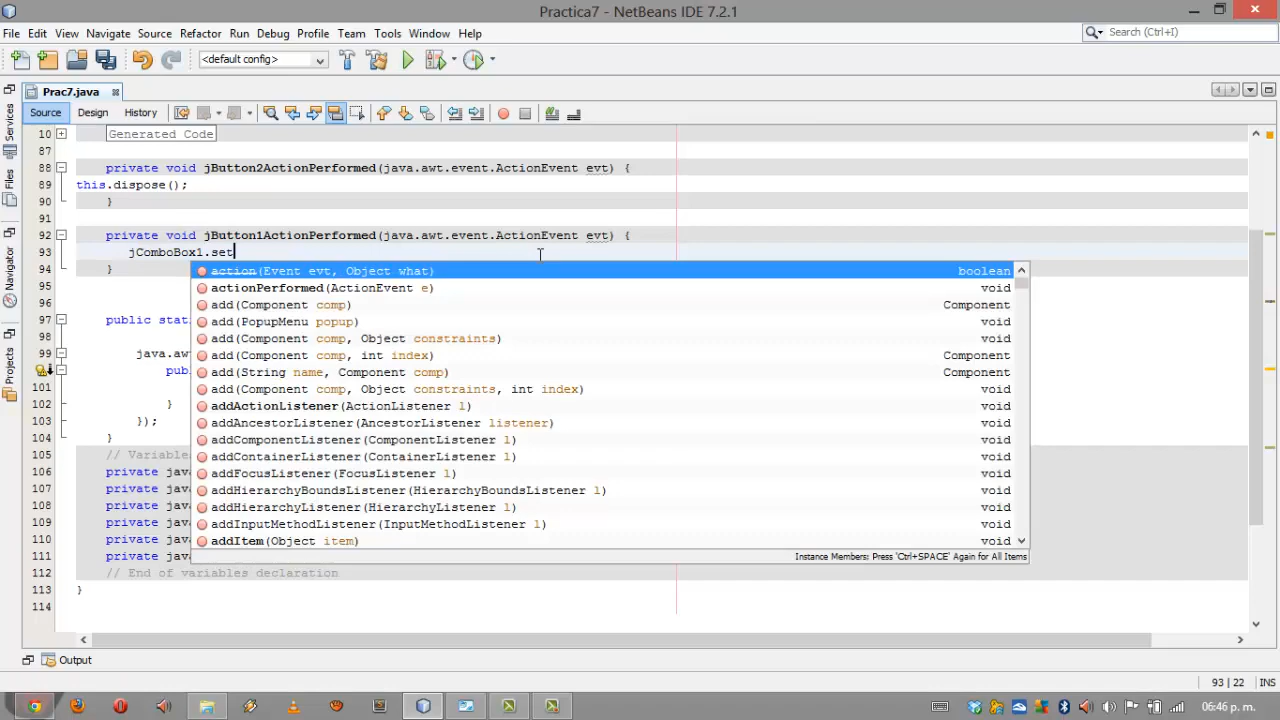 Practica7 - NetBeans IDE 7.2.1
File Edit View Navigate Source Refactor Run Debug Profile Team Tools Window Help
Search (Ctrl+I)
<default config>
Prac7.java
Source Design History
Services
Files
Navigator
Projects
10 Generated Code
87
88 private void jButton2ActionPerformed(java.awt.event.ActionEvent evt) {
89 this.dispose();
90 }
91
92 private void jButton1ActionPerformed(java.awt.event.ActionEvent evt) {
93 jComboBox1.set
94 }
95
96
97 public stat
98
99 java.aw
pub
101
102 }
103 });
104 }
105 // Variable
106 private jav
107 private jav
108 private jav
109 private jav
110 private jav
111 private jav
112 // End of variables declaration
113 }
114
action(Event evt, Object what) boolean
actionPerformed(ActionEvent e) void
add(Component comp) Component
add(PopupMenu popup) void
add(Component comp, Object constraints) void
add(Component comp, int index) Component
add(String name, Component comp) Component
add(Component comp, Object constraints, int index) void
addActionListener(ActionListener l) void
addAncestorListener(AncestorListener listener) void
addComponentListener(ComponentListener l) void
addContainerListener(ContainerListener l) void
addFocusListener(FocusListener l) void
addHierarchyBoundsListener(HierarchyBoundsListener l) void
addHierarchyListener(HierarchyListener l) void
addInputMethodListener(InputMethodListener l) void
addItem(Object item) void
Instance Members: Press 'Ctrl+SPACE' Again for All Items
Output
93 | 22 INS
06:46 p. m.